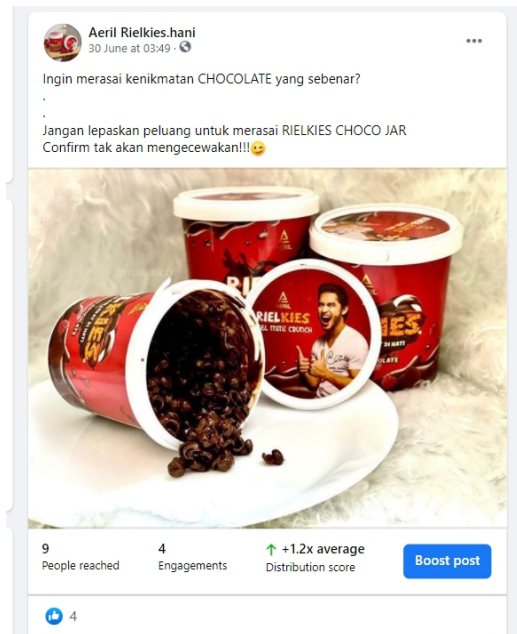 Aeril Rielkies.hani
30 June at 03:49
Ingin merasai kenikmatan CHOCOLATE yang sebenar?
.
.
Jangan lepaskan peluang untuk merasai RIELKIES CHOCO JAR
Confirm tak akan mengecewakan!!!😉
RIELKIES
MINI CRUNCH
9
People reached
4
Engagements
+1.2x average
Distribution score
Boost post
4